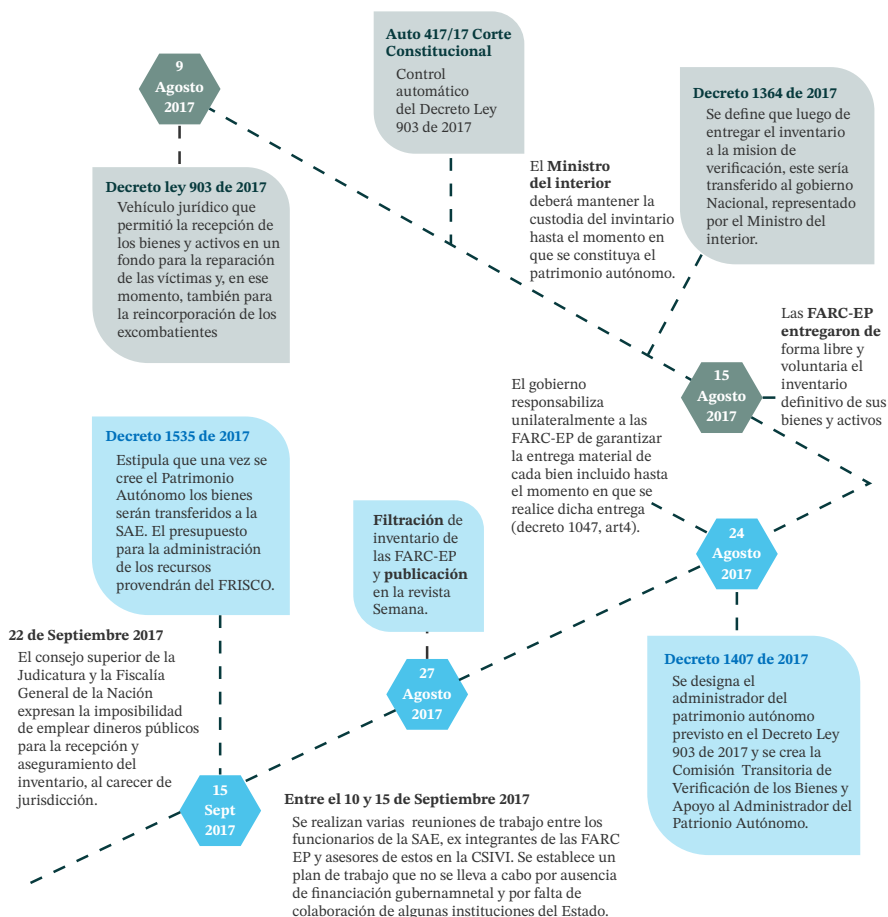 9
Agosto
2017
Decreto ley 903 de 2017
Vehículo jurídico que
permitió la recepción de
los bienes y activos en un
fondo para la reparación
de las víctimas y, en ese
momento, también para
la reincorporación de los
excombatientes
Auto 417/17 Corte
Constitucional
Control
automático
del Decreto Ley
903 de 2017
El Ministro
del interior
deberá mantener la
custodia del invintario
hasta el momento en
que se constituya el
patrimonio autónomo.
Decreto 1364 de 2017
Se define que luego de
entregar el inventario
a la mision de
verificación, este sería
transferido al gobierno
Nacional, representado
por el Ministro del
interior.
15
Agosto
2017
Las FARC-EP
entregaron de
forma libre y
voluntaria el
inventario
definitivo de sus
bienes y activos
El gobierno
responsabiliza
unilateralmente a las
FARC-EP de garantizar
la entrega material de
cada bien incluido hasta
el momento en que se
realice dicha entrega
(decreto 1047, art4).
24
Agosto
2017
Decreto 1407 de 2017
Se designa el
administrador del
patrimonio autónomo
previsto en el Decreto Ley
903 de 2017 y se crea la
Comisión Transitoria de
Verificación de los Bienes y
Apoyo al Administrador del
Patrionio Autónomo.
Filtración de
inventario de
las FARC-EP
y publicación
en la revista
Semana.
27
Agosto
2017
Decreto 1535 de 2017
Estipula que una vez se
cree el Patrimonio
Autónomo los bienes
serán transferidos a la
SAE. El presupuesto
para la administración
de los recursos
provendrán del FRISCO.
15
Sept
2017
Entre el 10 y 15 de Septiembre 2017
Se realizan varias reuniones de trabajo entre los
funcionarios de la SAE, ex integrantes de las FARC
EP y asesores de estos en la CSIVI. Se establece un
plan de trabajo que no se lleva a cabo por ausencia
de financiación gubernamnetal y por falta de
colaboración de algunas instituciones del Estado.
22 de Septiembre 2017
El consejo superior de la
Judicatura y la Fiscalía
General de la Nación
expresan la imposibilidad
de emplear dineros públicos
para la recepción y
aseguramiento del
inventario, al carecer de
jurisdicción.